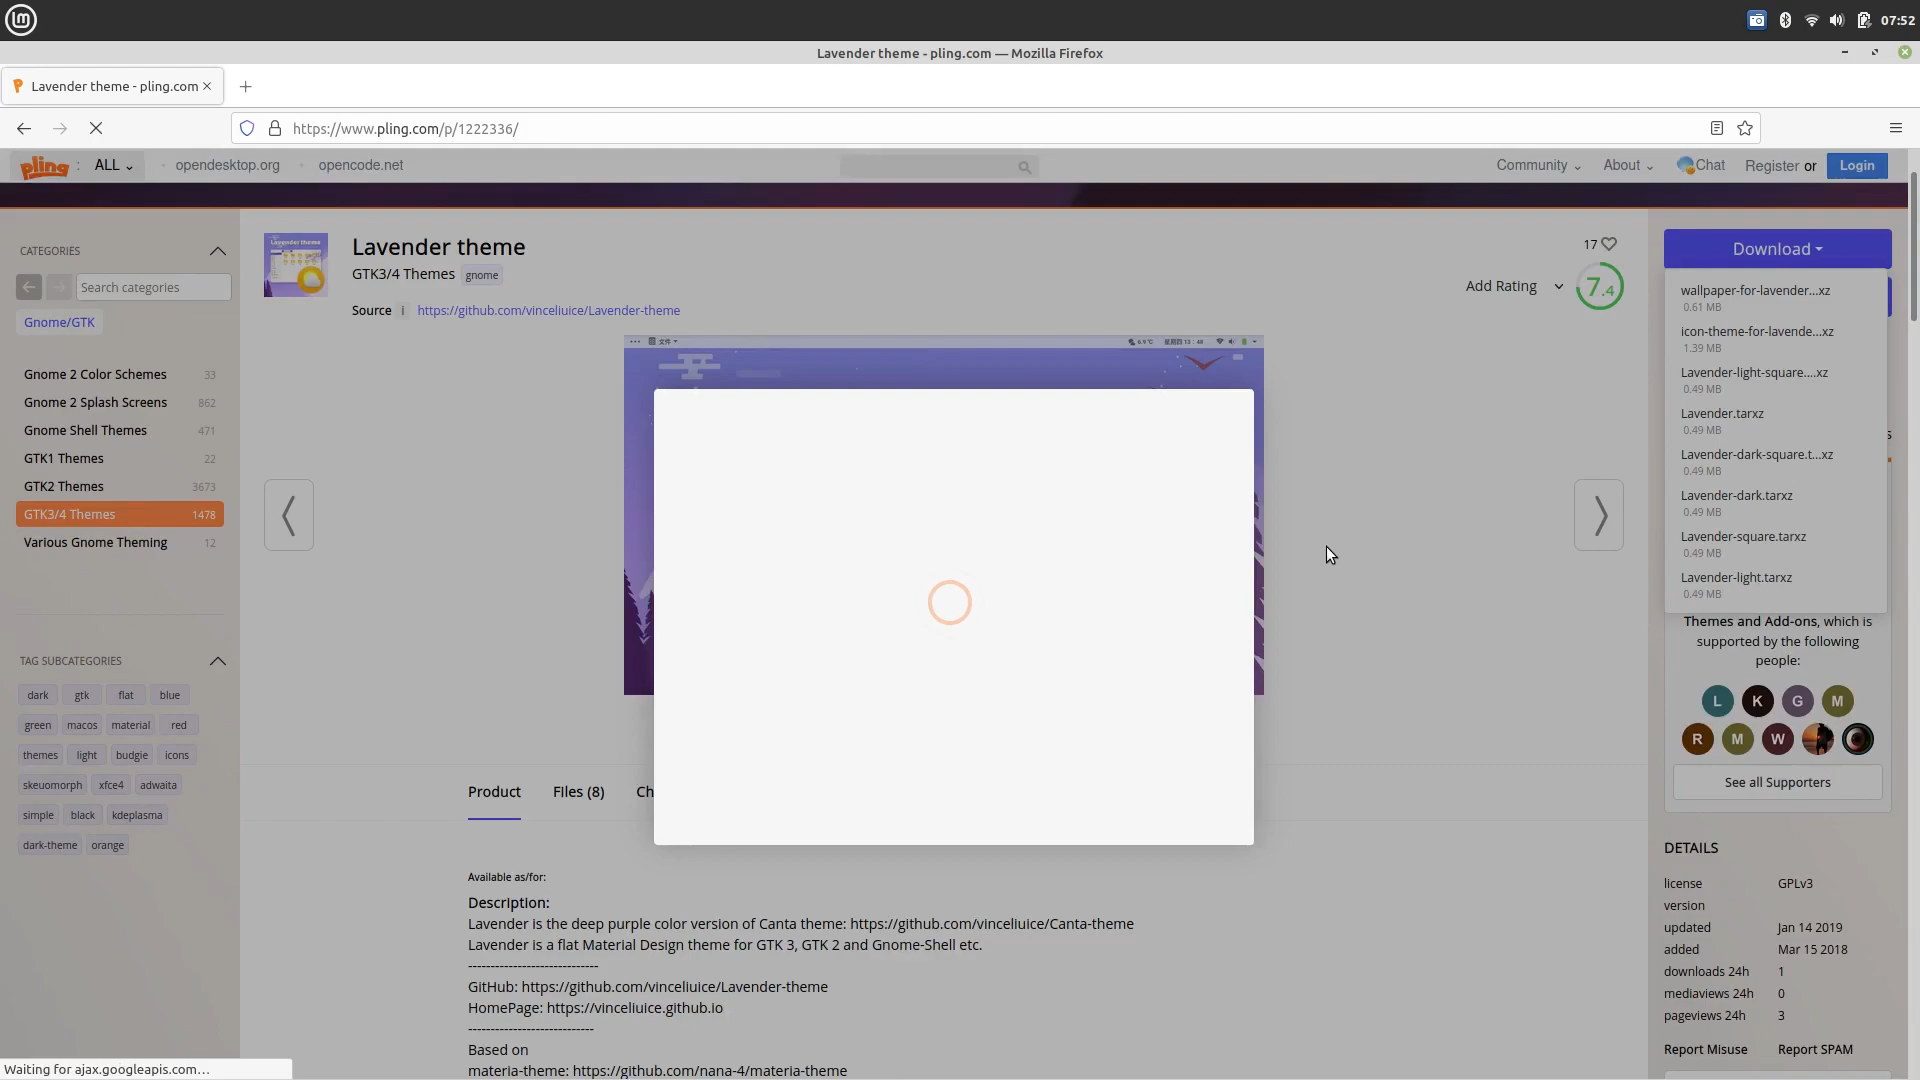 07:52
Lavender theme - pling.com — Mozilla Firefox
Lavender theme - pling.com
https://www.pling.com/p/1222336/
pling : ALL opendesktop.org opencode.net Community About Chat Register or Login
CATEGORIES
Search categories
Gnome/GTK
Gnome 2 Color Schemes 33
Gnome 2 Splash Screens 862
Gnome Shell Themes 471
GTK1 Themes 22
GTK2 Themes 3673
GTK3/4 Themes 1478
Various Gnome Theming 12
TAG SUBCATEGORIES
dark gtk flat blue
green macos material red
themes light budgie icons
skeuomorph xfce4 adwaita
simple black kdeplasma
dark-theme orange
Lavender theme
GTK3/4 Themes gnome
Source i https://github.com/vinceliuice/Lavender-theme
17
Add Rating 7.4
文件
6.9 °C 星期四 13:48
Lavender theme
Product FIles (8) Ch
Available as/for:
Description:
Lavender is the deep purple color version of Canta theme: https://github.com/vinceliuice/Canta-theme
Lavender is a flat Material Design theme for GTK 3, GTK 2 and Gnome-Shell etc.
----------------------------
GitHub: https://github.com/vinceliuice/Lavender-theme
HomePage: https://vinceliuice.github.io
---------------------------
Based on
materia-theme: https://github.com/nana-4/materia-theme
Download
wallpaper-for-lavender...xz
0.61 MB
icon-theme-for-lavende...xz
1.39 MB
Lavender-light-square....xz
0.49 MB
Lavender.tarxz
0.49 MB
Lavender-dark-square.t...xz
0.49 MB
Lavender-dark.tarxz
0.49 MB
Lavender-square.tarxz
0.49 MB
Lavender-light.tarxz
0.49 MB
s
Themes and Add-ons, which is
supported by the following
people:
L K G M
R M W
See all Supporters
DETAILS
license GPLv3
version
updated Jan 14 2019
added Mar 15 2018
downloads 24h 1
mediaviews 24h 0
pageviews 24h 3
Report Misuse Report SPAM
Waiting for ajax.googleapis.com…